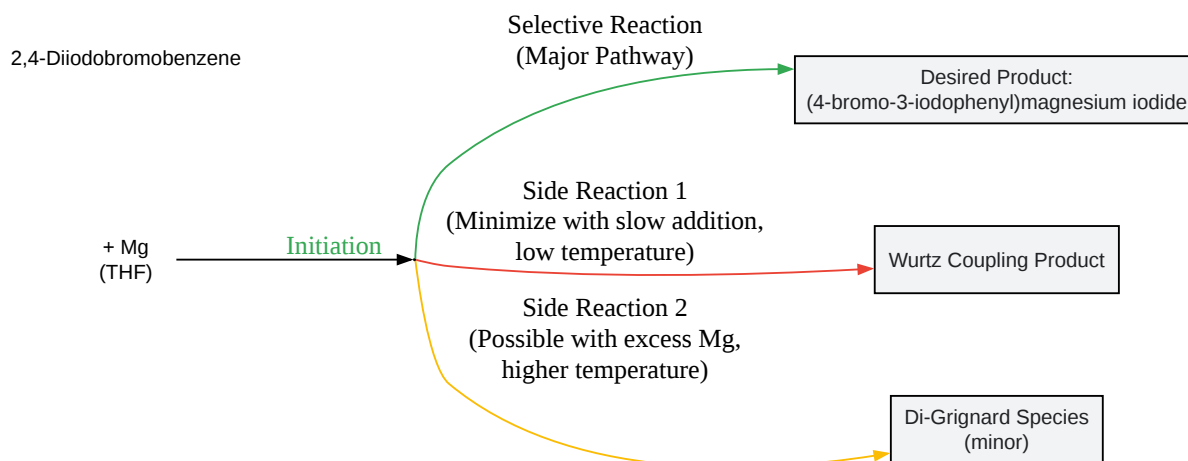 Selective Reaction
(Major Pathway)
2,4-Diiodobromobenzene
Desired Product:
(4-bromo-3-iodophenyl)magnesium iodide
Side Reaction 1
(Minimize with slow addition,
low temperature)
+ Mg
(THF)
Initiation
Wurtz Coupling Product
Side Reaction 2
(Possible with excess Mg,
higher temperature)
Di-Grignard Species
(minor)